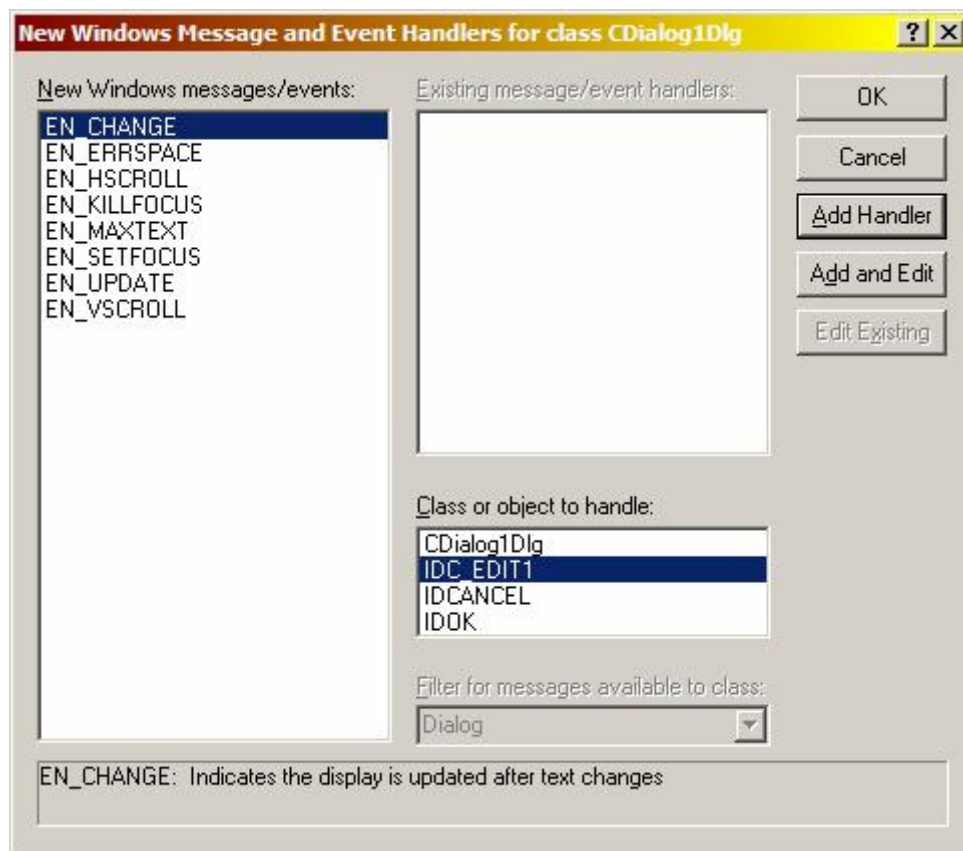 New Windows Message and Event Handlers for class CDialog1Dlg
New Windows messages/events:
EN_CHANGE
EN_ERRSPACE
EN_HSCROLL
EN_KILLFOCUS
EN_MAXTEXT
EN_SETFOCUS
EN_UPDATE
EN_VSCROLL
Existing message/event handlers:
Class or object to handle:
CDialog1Dlg
IDC_EDIT1
IDCANCEL
IDOK
Filter for messages available to class:
Dialog
OK
Cancel
Add Handler
Add and Edit
Edit Existing
EN_CHANGE: Indicates the display is updated after text changes